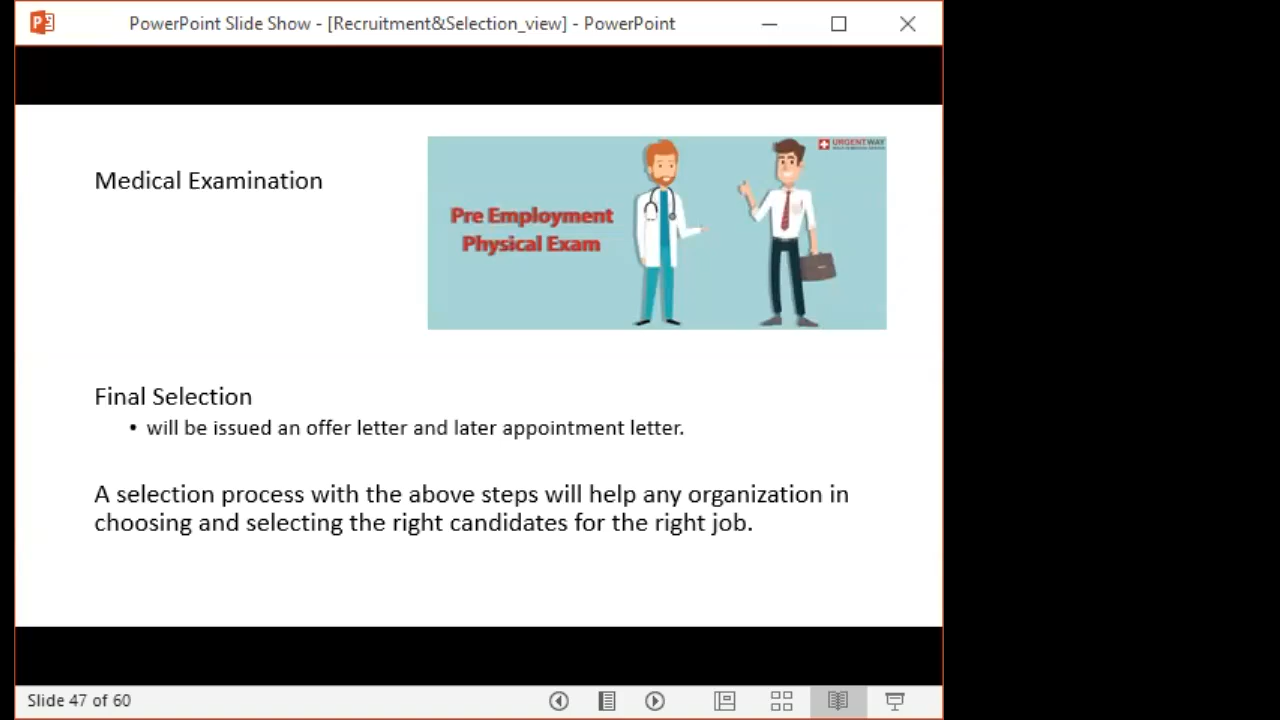 PowerPoint Slide Show - [Recruitment&Selection_view] - PowerPoint
Medical Examination
URGENTWAY
Pre Employment
Physical Exam
Final Selection
• will be issued an offer letter and later appointment letter.
A selection process with the above steps will help any organization in
choosing and selecting the right candidates for the right job.
Slide 47 of 60